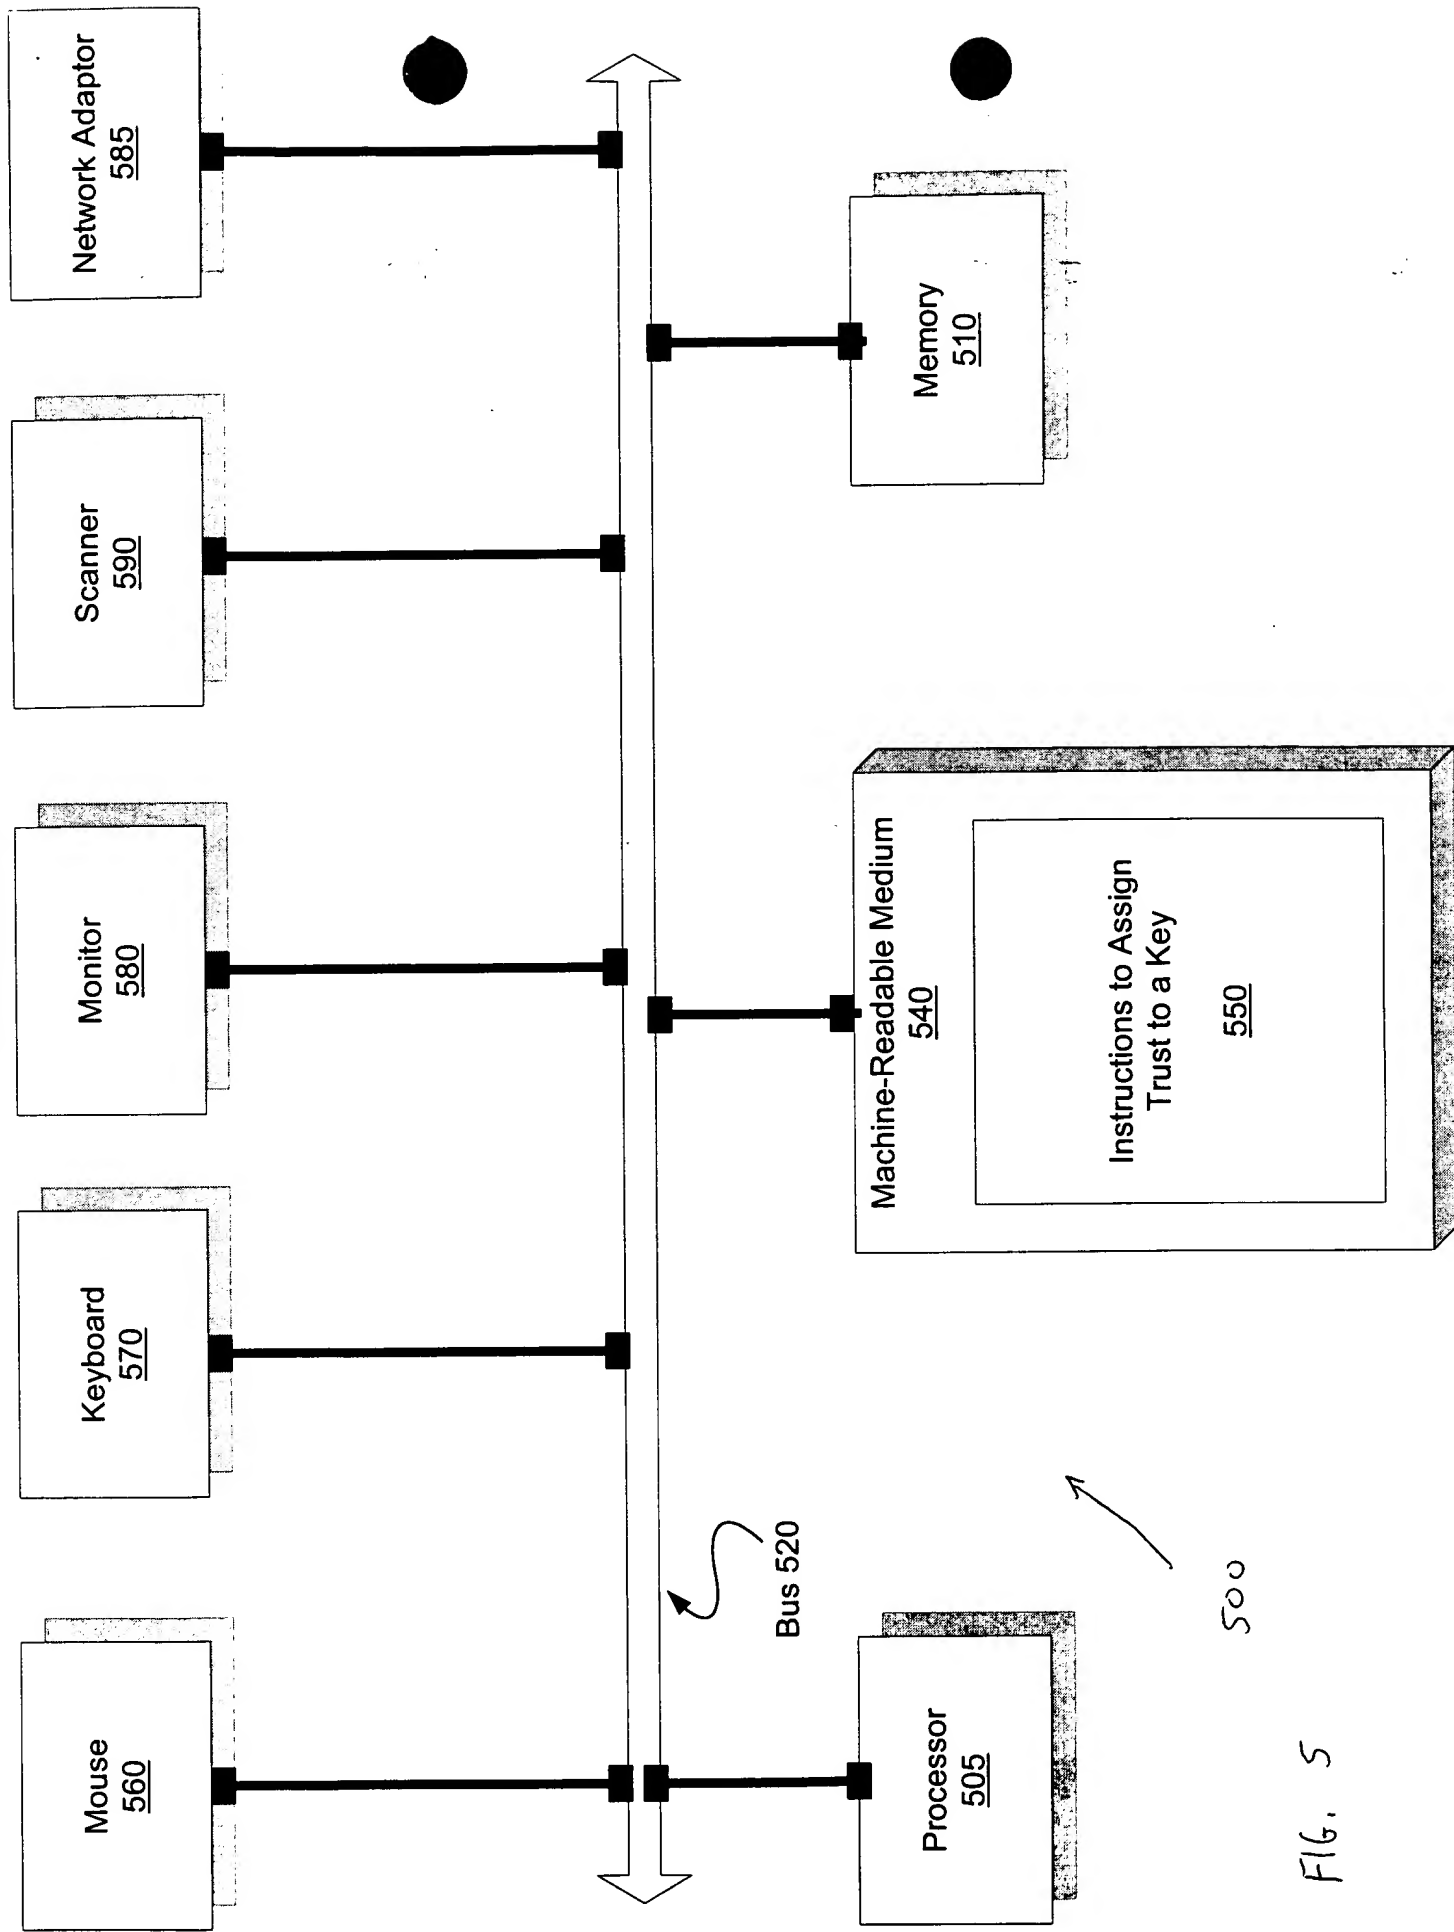 Mouse
560
Keyboard
570
Monitor
580
Scanner
590
Network Adaptor
585
Bus 520
Processor
505
Machine-Readable Medium
540
Instructions to Assign
Trust to a Key
550
Memory
510
500
FIG. 5